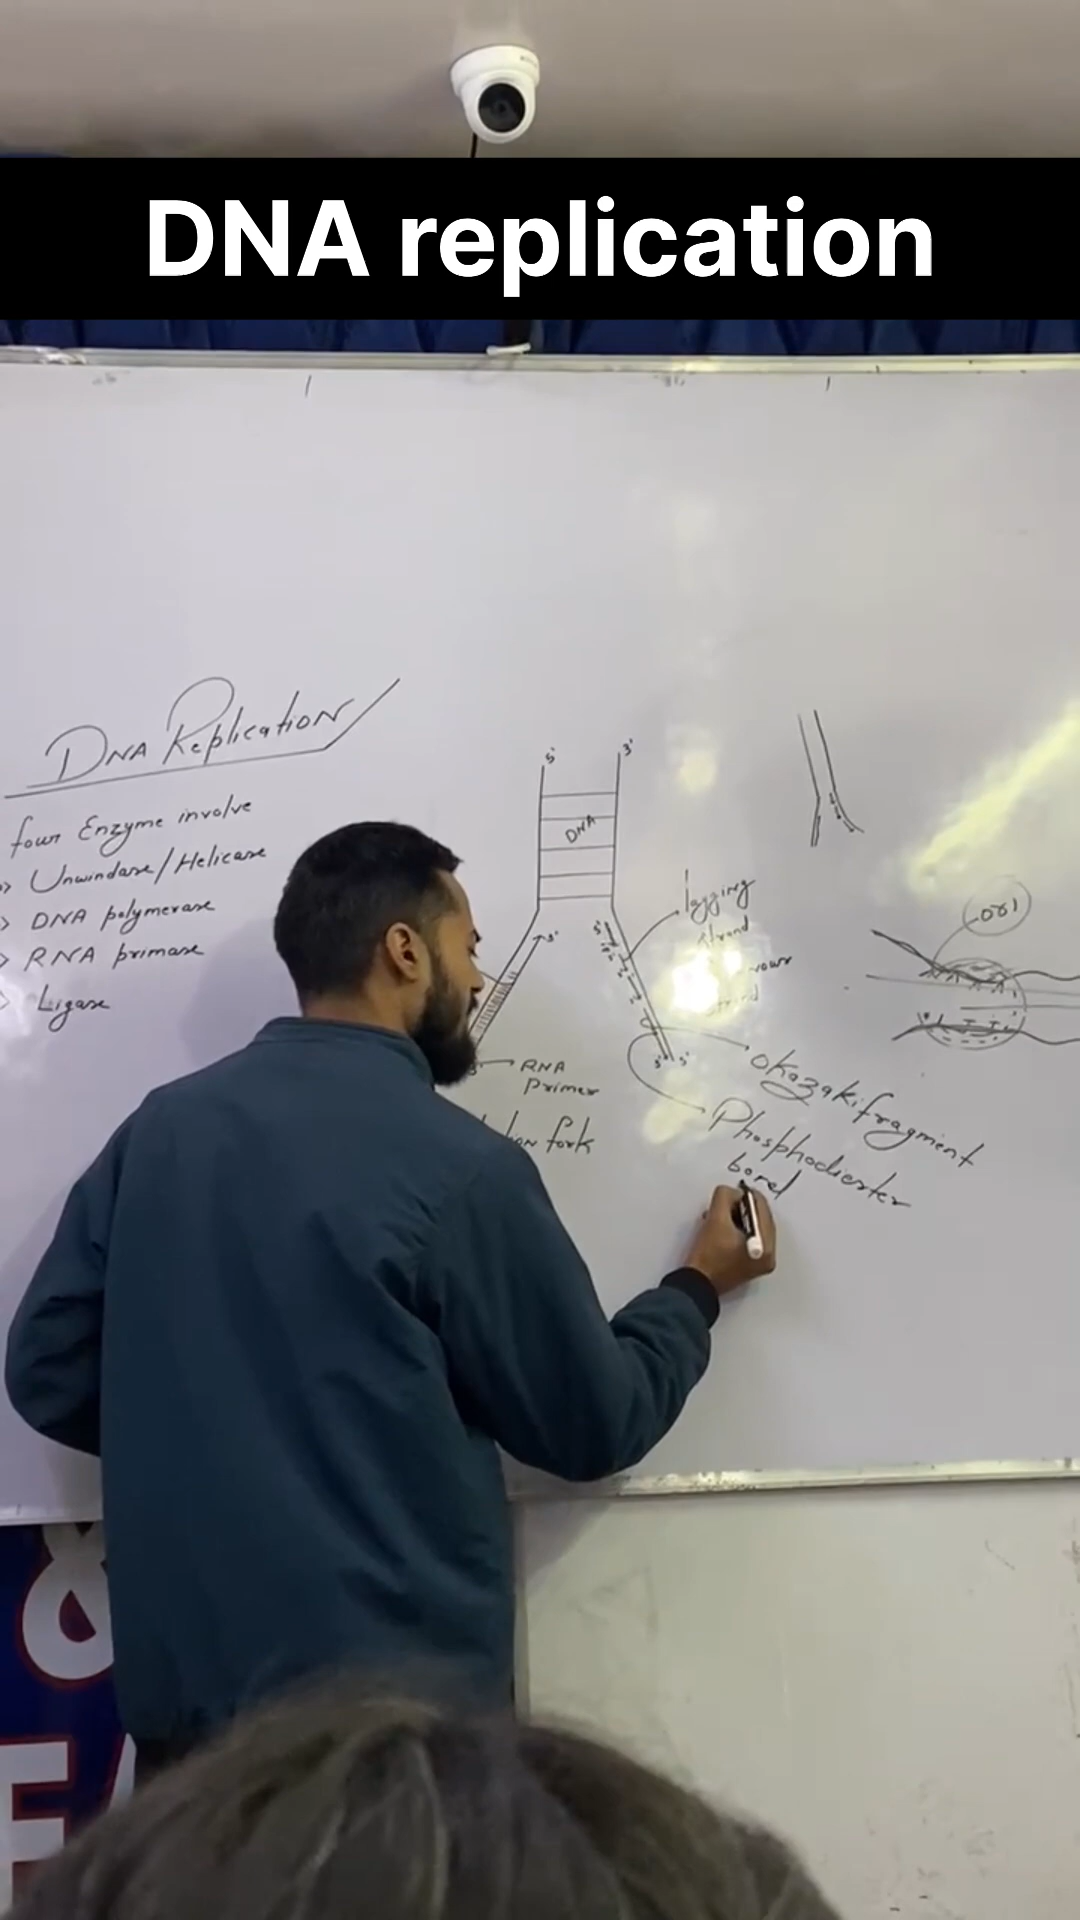 DNA replication
DNA Replication
four Enzyme involve
Unwindase/Helicase
DNA polymerase
RNA primase
Ligase
5'
3'
DNA
3'
RNA
Primer
fork
lagging
strand
5'
3' 5'
ori
okazaki fragment
Phosphodiester
bond
&